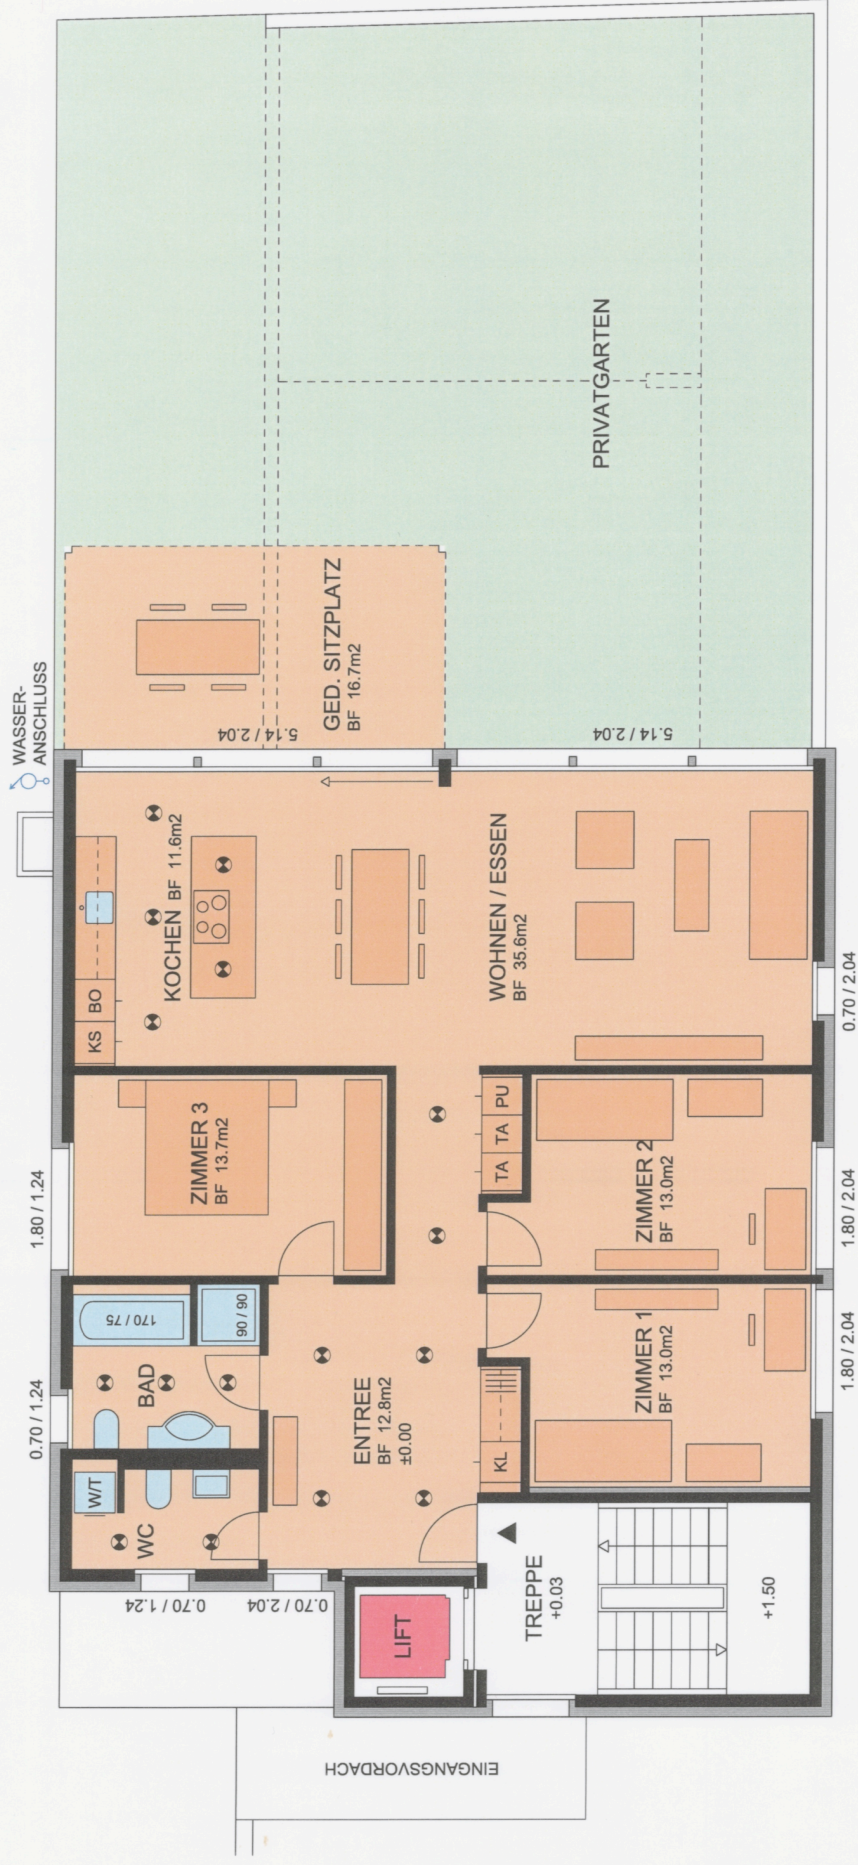 WASSER-
ANSCHLUSS
PRIVATGARTEN
GED. SITZPLATZ
BF 16.7m2
5.14 / 2.04
5.14 / 2.04
KOCHEN BF 11.6m2
WOHNEN / ESSEN
BF 35.6m2
BO
KS
0.70 / 2.04
ZIMMER 3
BF 13.7m2
1.80 / 1.24
PU
TA
TA
ZIMMER 2
BF 13.0m2
1.80 / 2.04
170 / 75
90 / 90
BAD
0.70 / 1.24
ENTREE
BF 12.8m2
±0.00
ZIMMER 1
BF 13.0m2
1.80 / 2.04
KL
W/T
WC
0.70 / 1.24
0.70 / 2.04
LIFT
TREPPE
+0.03
+1.50
EINGANGSVORDACH